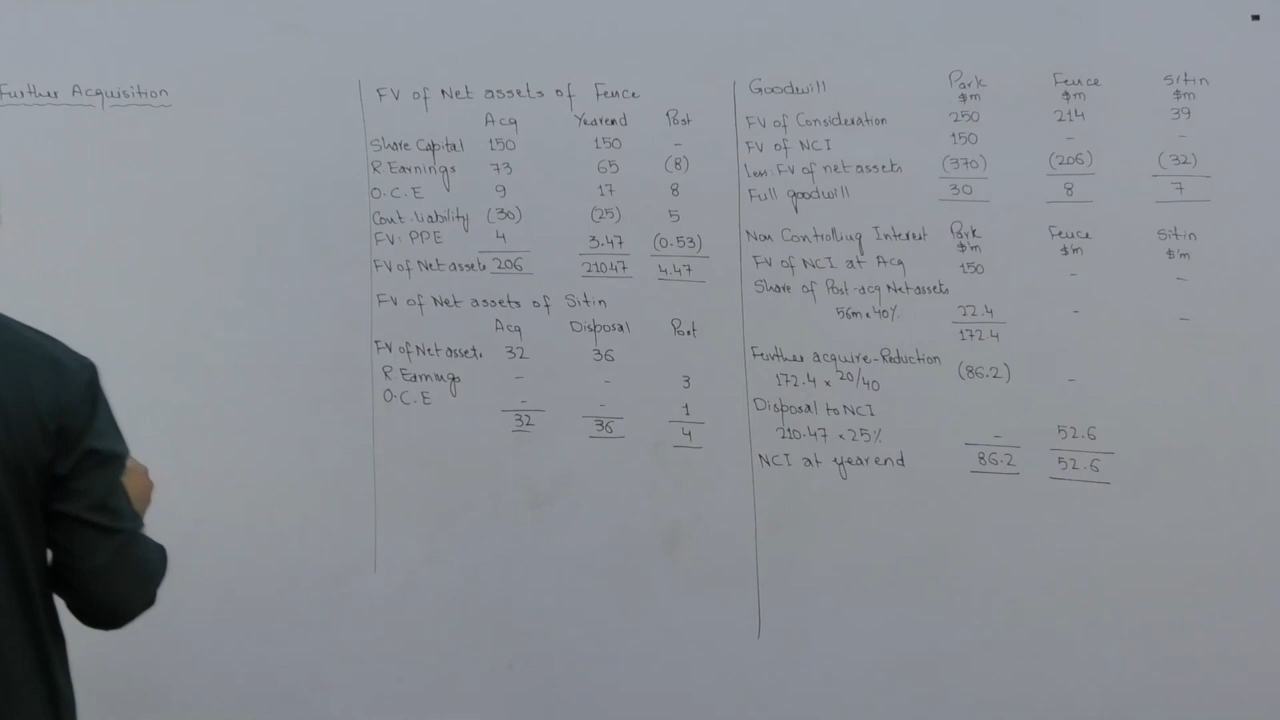 Further Acquisition
FV of Net assets of Fence
Acq Yearend Post
Share Capital 150 150 -
R. Earnings 73 65 (8)
O.C.E 9 17 8
Cont. liability (30) (25) 5
FV: PPE 4 3.47 (0.53)
FV of Net assets 206 210.47 4.47
FV of Net assets of Sitin
Acq Disposal Post
FV of Net assets 32 36
R Earnings - - 3
O.C.E - - 1
32 36 4
Goodwill Park Fence Sitin
$m $m $m
FV of Consideration 250 214 39
FV of NCI 150 - -
less: FV of net assets (370) (206) (32)
Full goodwill 30 8 7
Non Controlling Interest Park Fence Sitin
$'m $'m $'m
FV of NCI at Acq 150 - -
Share of Post-acq Net assets
56m x 40% 22.4 - -
172.4
Further acquire-Reduction
172.4 x 20/40 (86.2) -
Disposal to NCI
210.47 x 25% - 52.6
NCI at yearend 86.2 52.6